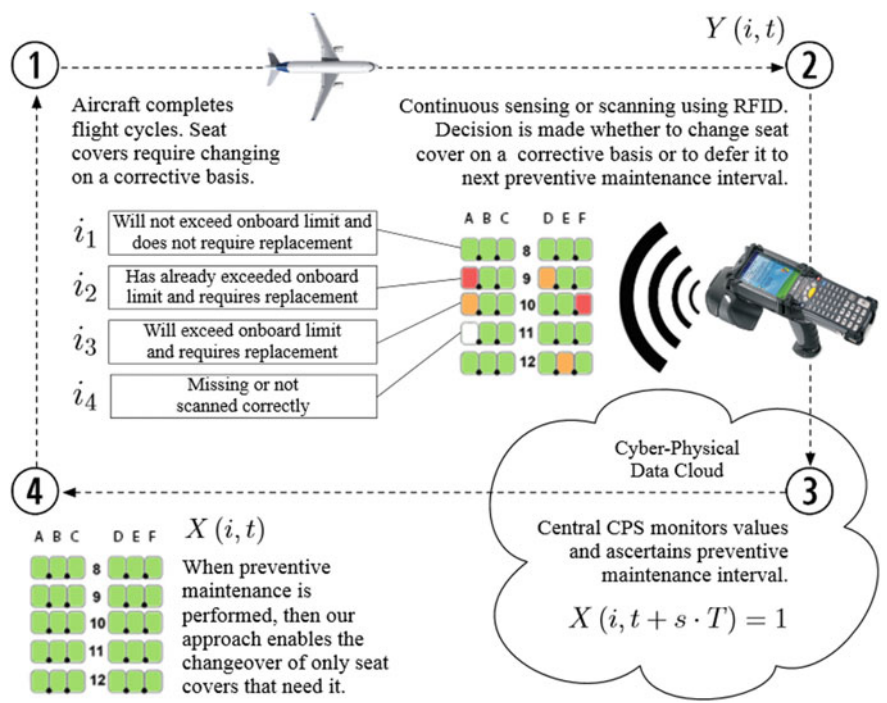 1
Y (i, t)
2
Aircraft completes
flight cycles. Seat
covers require changing
on a corrective basis.
Continuous sensing or scanning using RFID.
Decision is made whether to change seat
cover on a corrective basis or to defer it to
next preventive maintenance interval.
i₁
Will not exceed onboard limit and
does not require replacement
i₂
Has already exceeded onboard
limit and requires replacement
i₃
Will exceed onboard limit
and requires replacement
i₄
Missing or not
scanned correctly
A B C D E F
8
9
10
11
12
Cyber-Physical
Data Cloud
3
Central CPS monitors values
and ascertains preventive
maintenance interval.
X (i, t + s · T) = 1
4
A B C D E F
8
9
10
11
12
X (i, t)
When preventive
maintenance is
performed, then our
approach enables the
changeover of only seat
covers that need it.